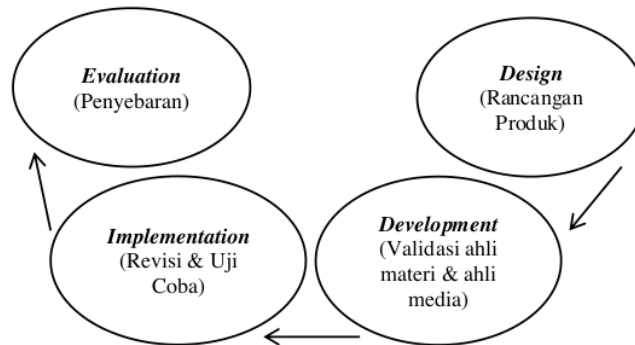 Evaluation
(Penyebaran)
Design
(Rancangan
Produk)
Implementation
(Revisi & Uji
Coba)
Development
(Validasi ahli
materi & ahli
media)